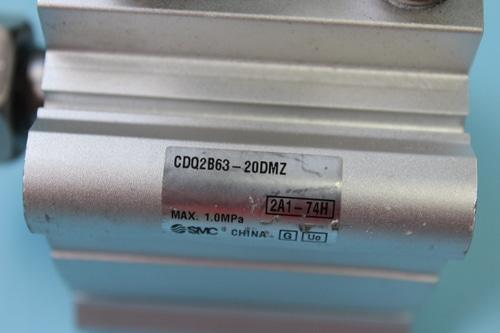 CDQ2B63-20DMZ
2A1-74H
MAX. 1.0MPa
SMC CHINA G Uo